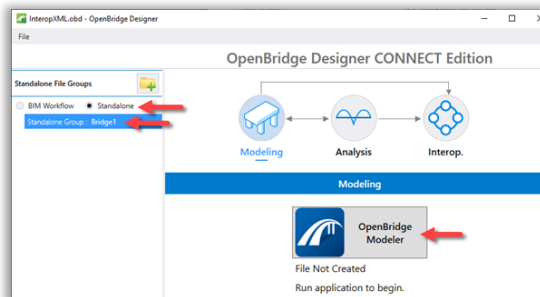 InteropXML.obd - OpenBridge Designer
File
OpenBridge Designer CONNECT Edition
Standalone File Groups
BIM Workflow Standalone
Standalone Group : Bridge1
Modeling Analysis Interop.
Modeling
OpenBridge
Modeler
File Not Created
Run application to begin.